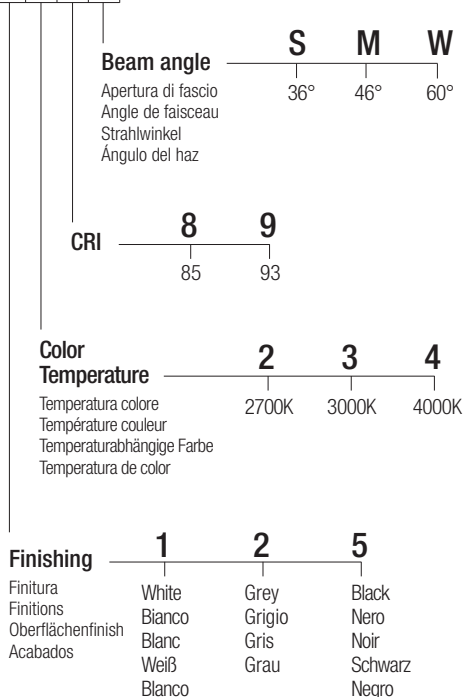 S M W
Beam angle
36° 46° 60°
Apertura di fascio
Angle de faisceau
Strahlwinkel
Ángulo del haz
8 9
CRI
85 93
Color
Temperature
2 3 4
2700K 3000K 4000K
Temperatura colore
Température couleur
Temperaturabhängige Farbe
Temperatura de color
1 2 5
Finishing
Finitura
Finitions
Oberflächenfinish
Acabados
White Grey Black
Bianco Grigio Nero
Blanc Gris Noir
Weiß Grau Schwarz
Blanco Negro